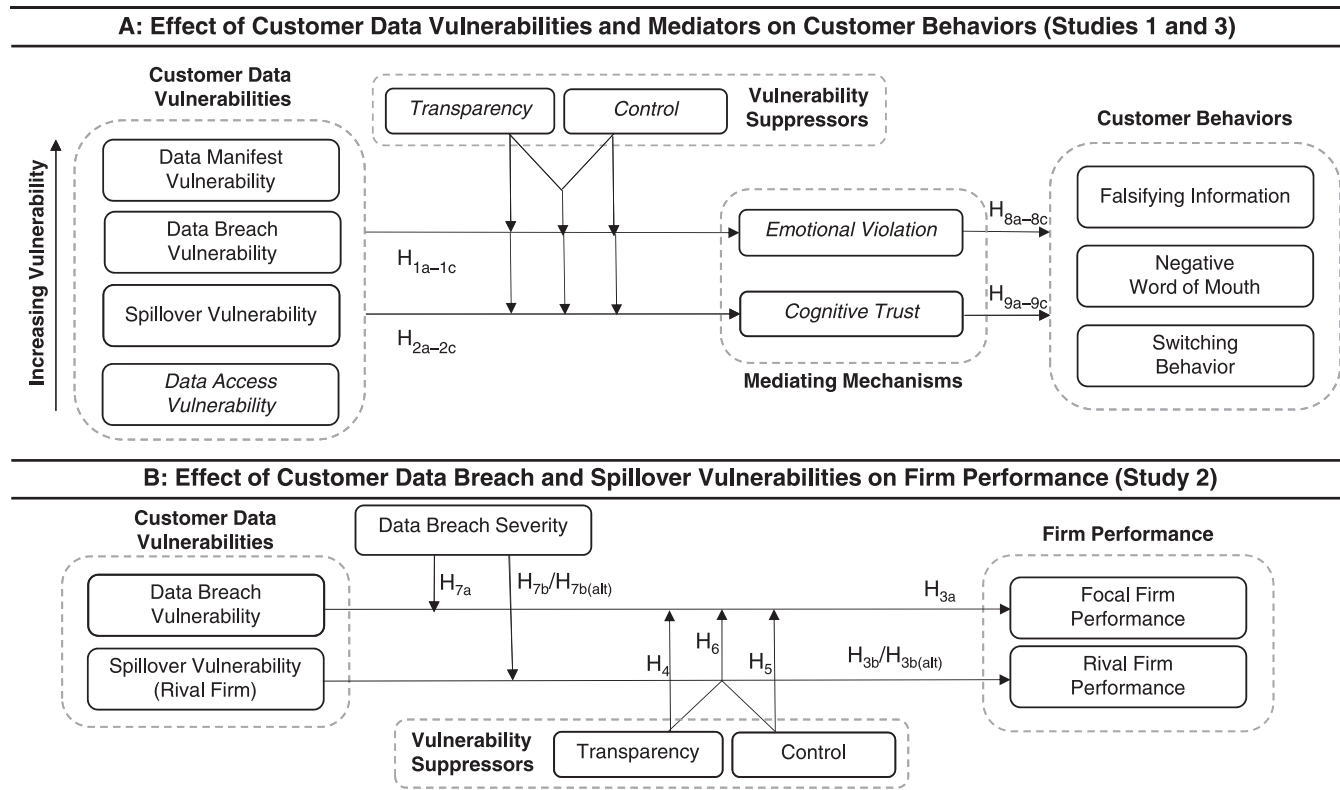 A: Effect of Customer Data Vulnerabilities and Mediators on Customer Behaviors (Studies 1 and 3)
Customer Data
Vulnerabilities
Increasing Vulnerability
Data Manifest
Vulnerability
Data Breach
Vulnerability
Spillover Vulnerability
Data Access
Vulnerability
Transparency
Control
Vulnerability
Suppressors
H1a–1c
H2a–2c
Emotional Violation
Cognitive Trust
Mediating Mechanisms
H8a–8c
H9a–9c
Customer Behaviors
Falsifying Information
Negative
Word of Mouth
Switching
Behavior
B: Effect of Customer Data Breach and Spillover Vulnerabilities on Firm Performance (Study 2)
Customer Data
Vulnerabilities
Data Breach
Vulnerability
Spillover Vulnerability
(Rival Firm)
Data Breach Severity
H7a
H7b/H7b(alt)
H4
H6
H5
H3a
H3b/H3b(alt)
Vulnerability
Suppressors
Transparency
Control
Firm Performance
Focal Firm
Performance
Rival Firm
Performance